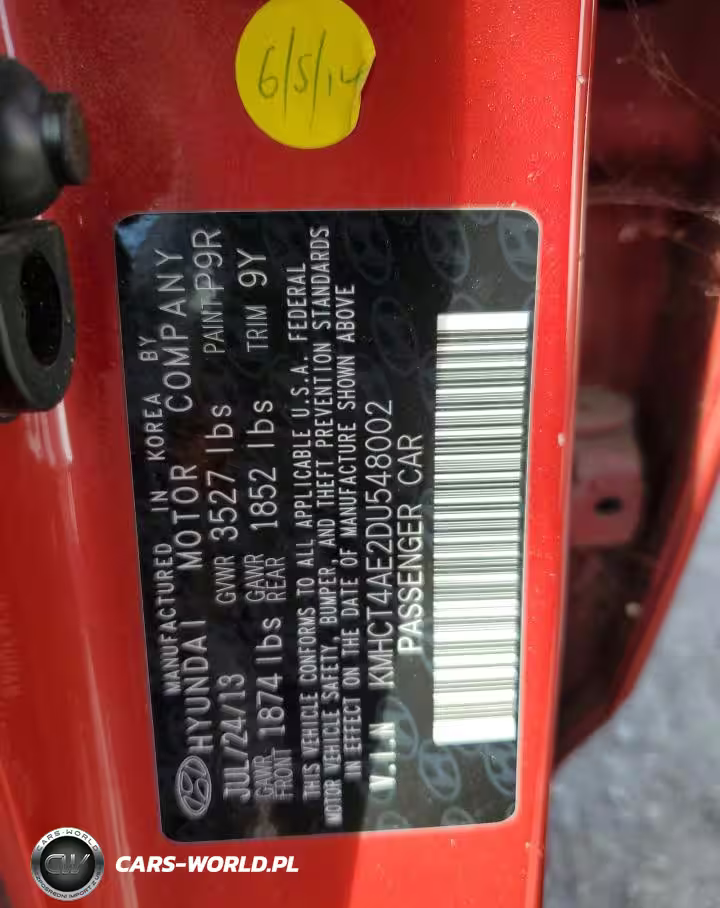 6/5/14
MANUFACTURED IN KOREA BY
HYUNDAI MOTOR COMPANY
JUL/24/13 GVWR 3527 lbs PAINT P9R
GAWR FRONT 1874 lbs GAWR REAR 1852 lbs TRIM 9Y
THIS VEHICLE CONFORMS TO ALL APPLICABLE U.S.A. FEDERAL
MOTOR VEHICLE SAFETY, BUMPER, AND THEFT PREVENTION STANDARDS
IN EFFECT ON THE DATE OF MANUFACTURE SHOWN ABOVE
V.I.N KMHCT4AE2DU548002
PASSENGER CAR
CARS-WORLD
CW
CARS-WORLD.PL